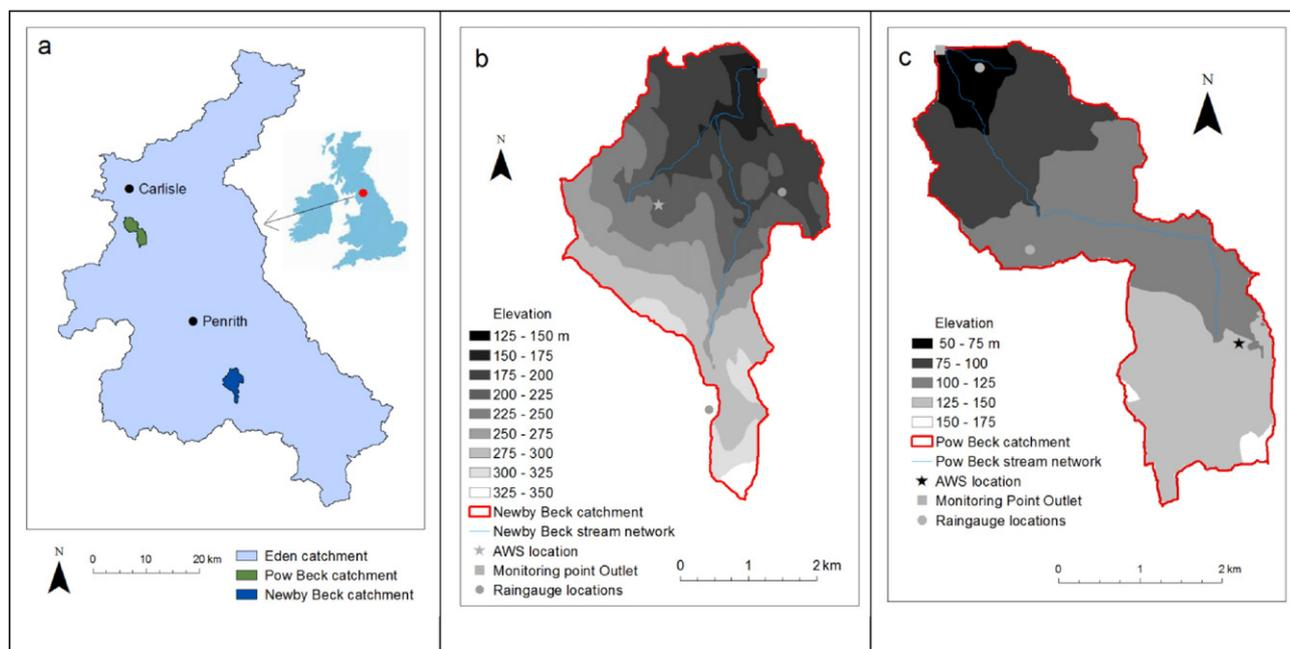 a
Carlisle
Penrith
N
0 10 20 km
Eden catchment
Pow Beck catchment
Newby Beck catchment
b
N
Elevation
125 - 150 m
150 - 175
175 - 200
200 - 225
225 - 250
250 - 275
275 - 300
300 - 325
325 - 350
Newby Beck catchment
Newby Beck stream network
AWS location
Monitoring point Outlet
Raingauge locations
0 1 2 km
c
N
Elevation
50 - 75 m
75 - 100
100 - 125
125 - 150
150 - 175
Pow Beck catchment
Pow Beck stream network
AWS location
Monitoring Point Outlet
Raingauge locations
0 1 2 km